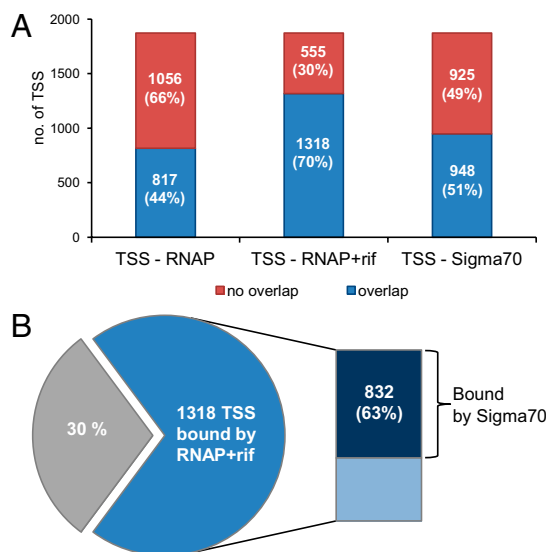 A
no. of TSS
2000
1500
1000
500
0
1056
(66%)
817
(44%)
555
(30%)
1318
(70%)
925
(49%)
948
(51%)
TSS - RNAP
TSS - RNAP+rif
TSS - Sigma70
no overlap
overlap
B
30 %
1318 TSS
bound by
RNAP+rif
832
(63%)
Bound
by Sigma70